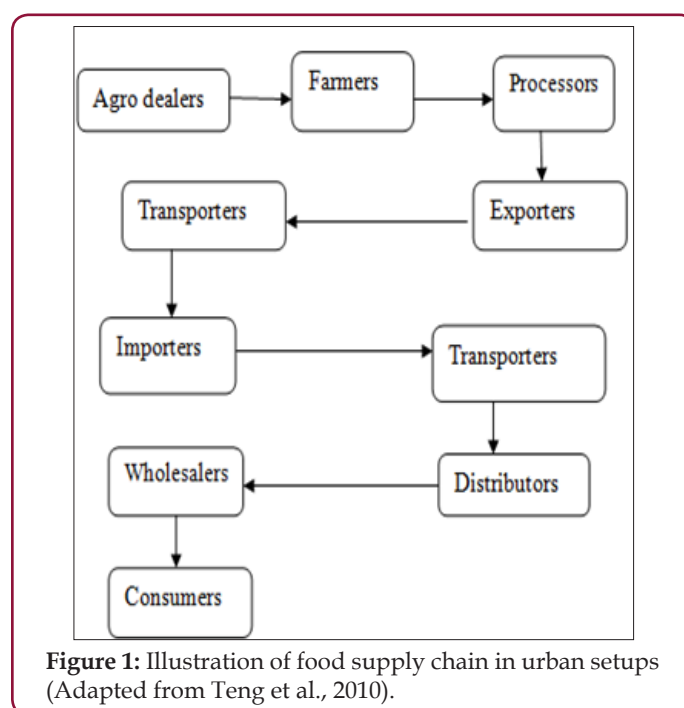 Agro dealers
Farmers
Processors
Transporters
Exporters
Importers
Transporters
Wholesalers
Distributors
Consumers
Figure 1: Illustration of food supply chain in urban setups
(Adapted from Teng et al., 2010).